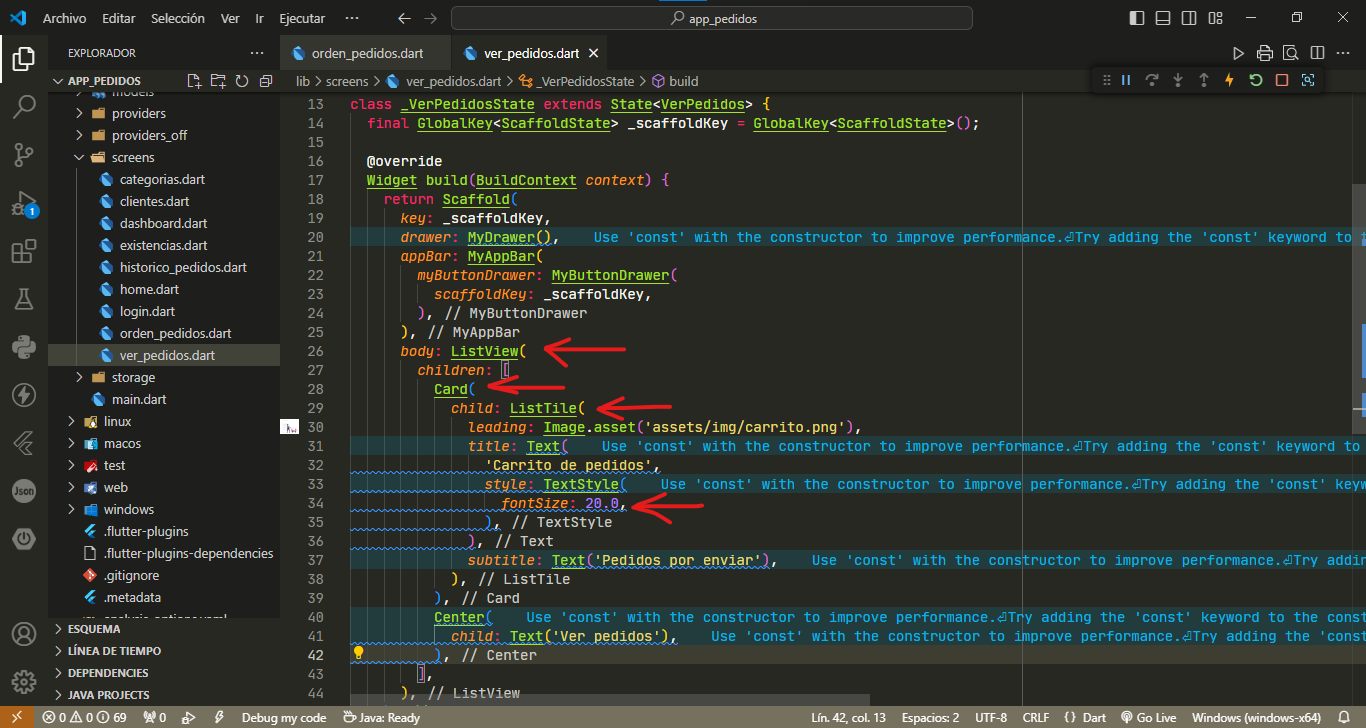 Archivo Editar Selección Ver Ir Ejecutar ··· app_pedidos
EXPLORADOR
orden_pedidos.dart ver_pedidos.dart
APP_PEDIDOS
lib > screens > ver_pedidos.dart > _VerPedidosState > build
models
providers
providers_off
screens
categorias.dart
clientes.dart
dashboard.dart
existencias.dart
historico_pedidos.dart
home.dart
login.dart
orden_pedidos.dart
ver_pedidos.dart
storage
main.dart
linux
macos
test
web
windows
.flutter-plugins
.flutter-plugins-dependencies
.gitignore
.metadata
ESQUEMA
LÍNEA DE TIEMPO
DEPENDENCIES
JAVA PROJECTS
1
Json
13 class _VerPedidosState extends State<VerPedidos> {
14 final GlobalKey<ScaffoldState> _scaffoldKey = GlobalKey<ScaffoldState>();
15
16 @override
17 Widget build(BuildContext context) {
18 return Scaffold(
19 key: _scaffoldKey,
20 drawer: MyDrawer(), Use 'const' with the constructor to improve performance.⏎Try adding the 'const' keyword to
21 appBar: MyAppBar(
22 myButtonDrawer: MyButtonDrawer(
23 scaffoldKey: _scaffoldKey,
24 ), // MyButtonDrawer
25 ), // MyAppBar
26 body: ListView(
27 children: [
28 Card(
29 child: ListTile(
30 leading: Image.asset('assets/img/carrito.png'),
31 title: Text( Use 'const' with the constructor to improve performance.⏎Try adding the 'const' keyword to
32 'Carrito de pedidos',
33 style: TextStyle( Use 'const' with the constructor to improve performance.⏎Try adding the 'const' keyw
34 fontSize: 20.0,
35 ), // TextStyle
36 ), // Text
37 subtitle: Text('Pedidos por enviar'), Use 'const' with the constructor to improve performance.⏎Try addin
38 ), // ListTile
39 ), // Card
40 Center( Use 'const' with the constructor to improve performance.⏎Try adding the 'const' keyword to the const
41 child: Text('Ver pedidos'), Use 'const' with the constructor to improve performance.⏎Try adding the 'const
42 ), // Center
43 ],
44 ), // ListView
0 0 69 0 Debug my code Java: Ready Lín. 42, col. 13 Espacios: 2 UTF-8 CRLF {} Dart Go Live Windows (windows-x64)